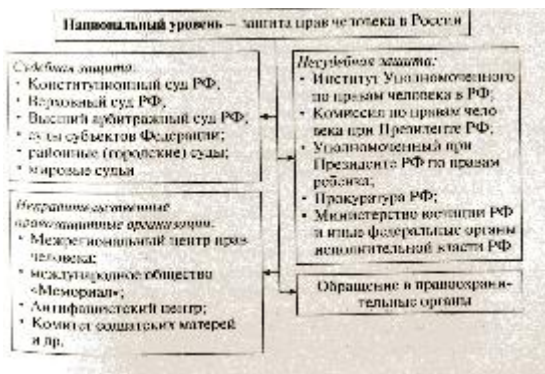 Национальный уровень – защита прав человека в России
Судебная защита:
• Конституционный суд РФ;
• Верховный суд РФ,
• Высший арбитражный суд РФ,
• суды субъектов Федерации;
• районные (городские) суды;
• мировые судьи
Неправительственные
правозащитные организации:
• Межрегиональный центр прав
человека;
• международное общество
«Мемориал»;
• Антифашистский центр;
• Комитет солдатских матерей
и др.
Несудебная защита:
• Институт Уполномоченного
по правам человека в РФ;
• Комиссия по правам чело
века при Президенте РФ;
• Уполномоченный при
Президенте РФ по правам
ребенка;
• Прокуратура РФ;
• Министерство юстиции РФ
и иные федеральные органы
исполнительной власти РФ
Обращение в правоохрани-
тельные органы